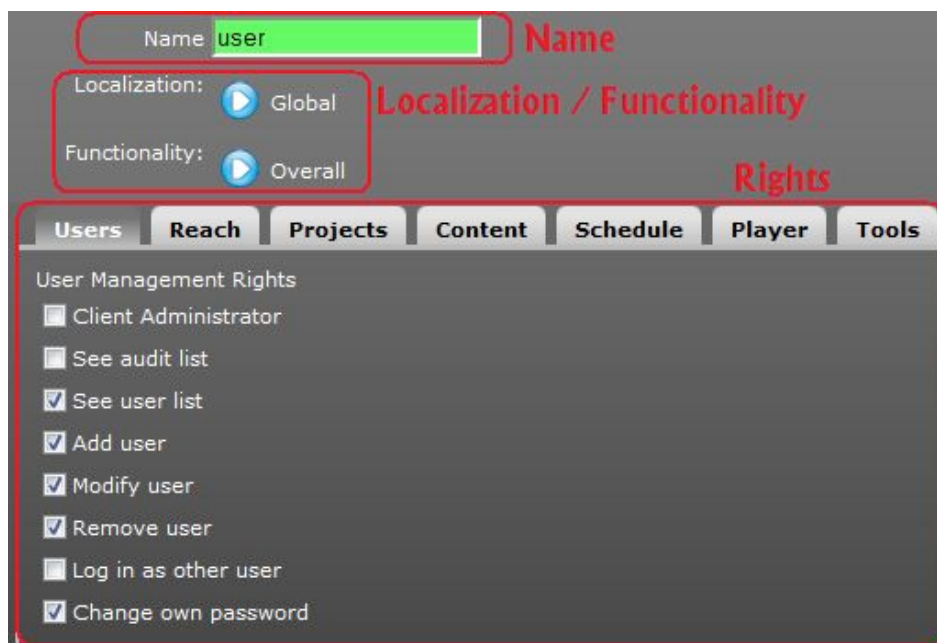 Name user Name
Localization: Global Localization / Functionality
Functionality: Overall
Rights
Users Reach Projects Content Schedule Player Tools
User Management Rights
Client Administrator
See audit list
See user list
Add user
Modify user
Remove user
Log in as other user
Change own password